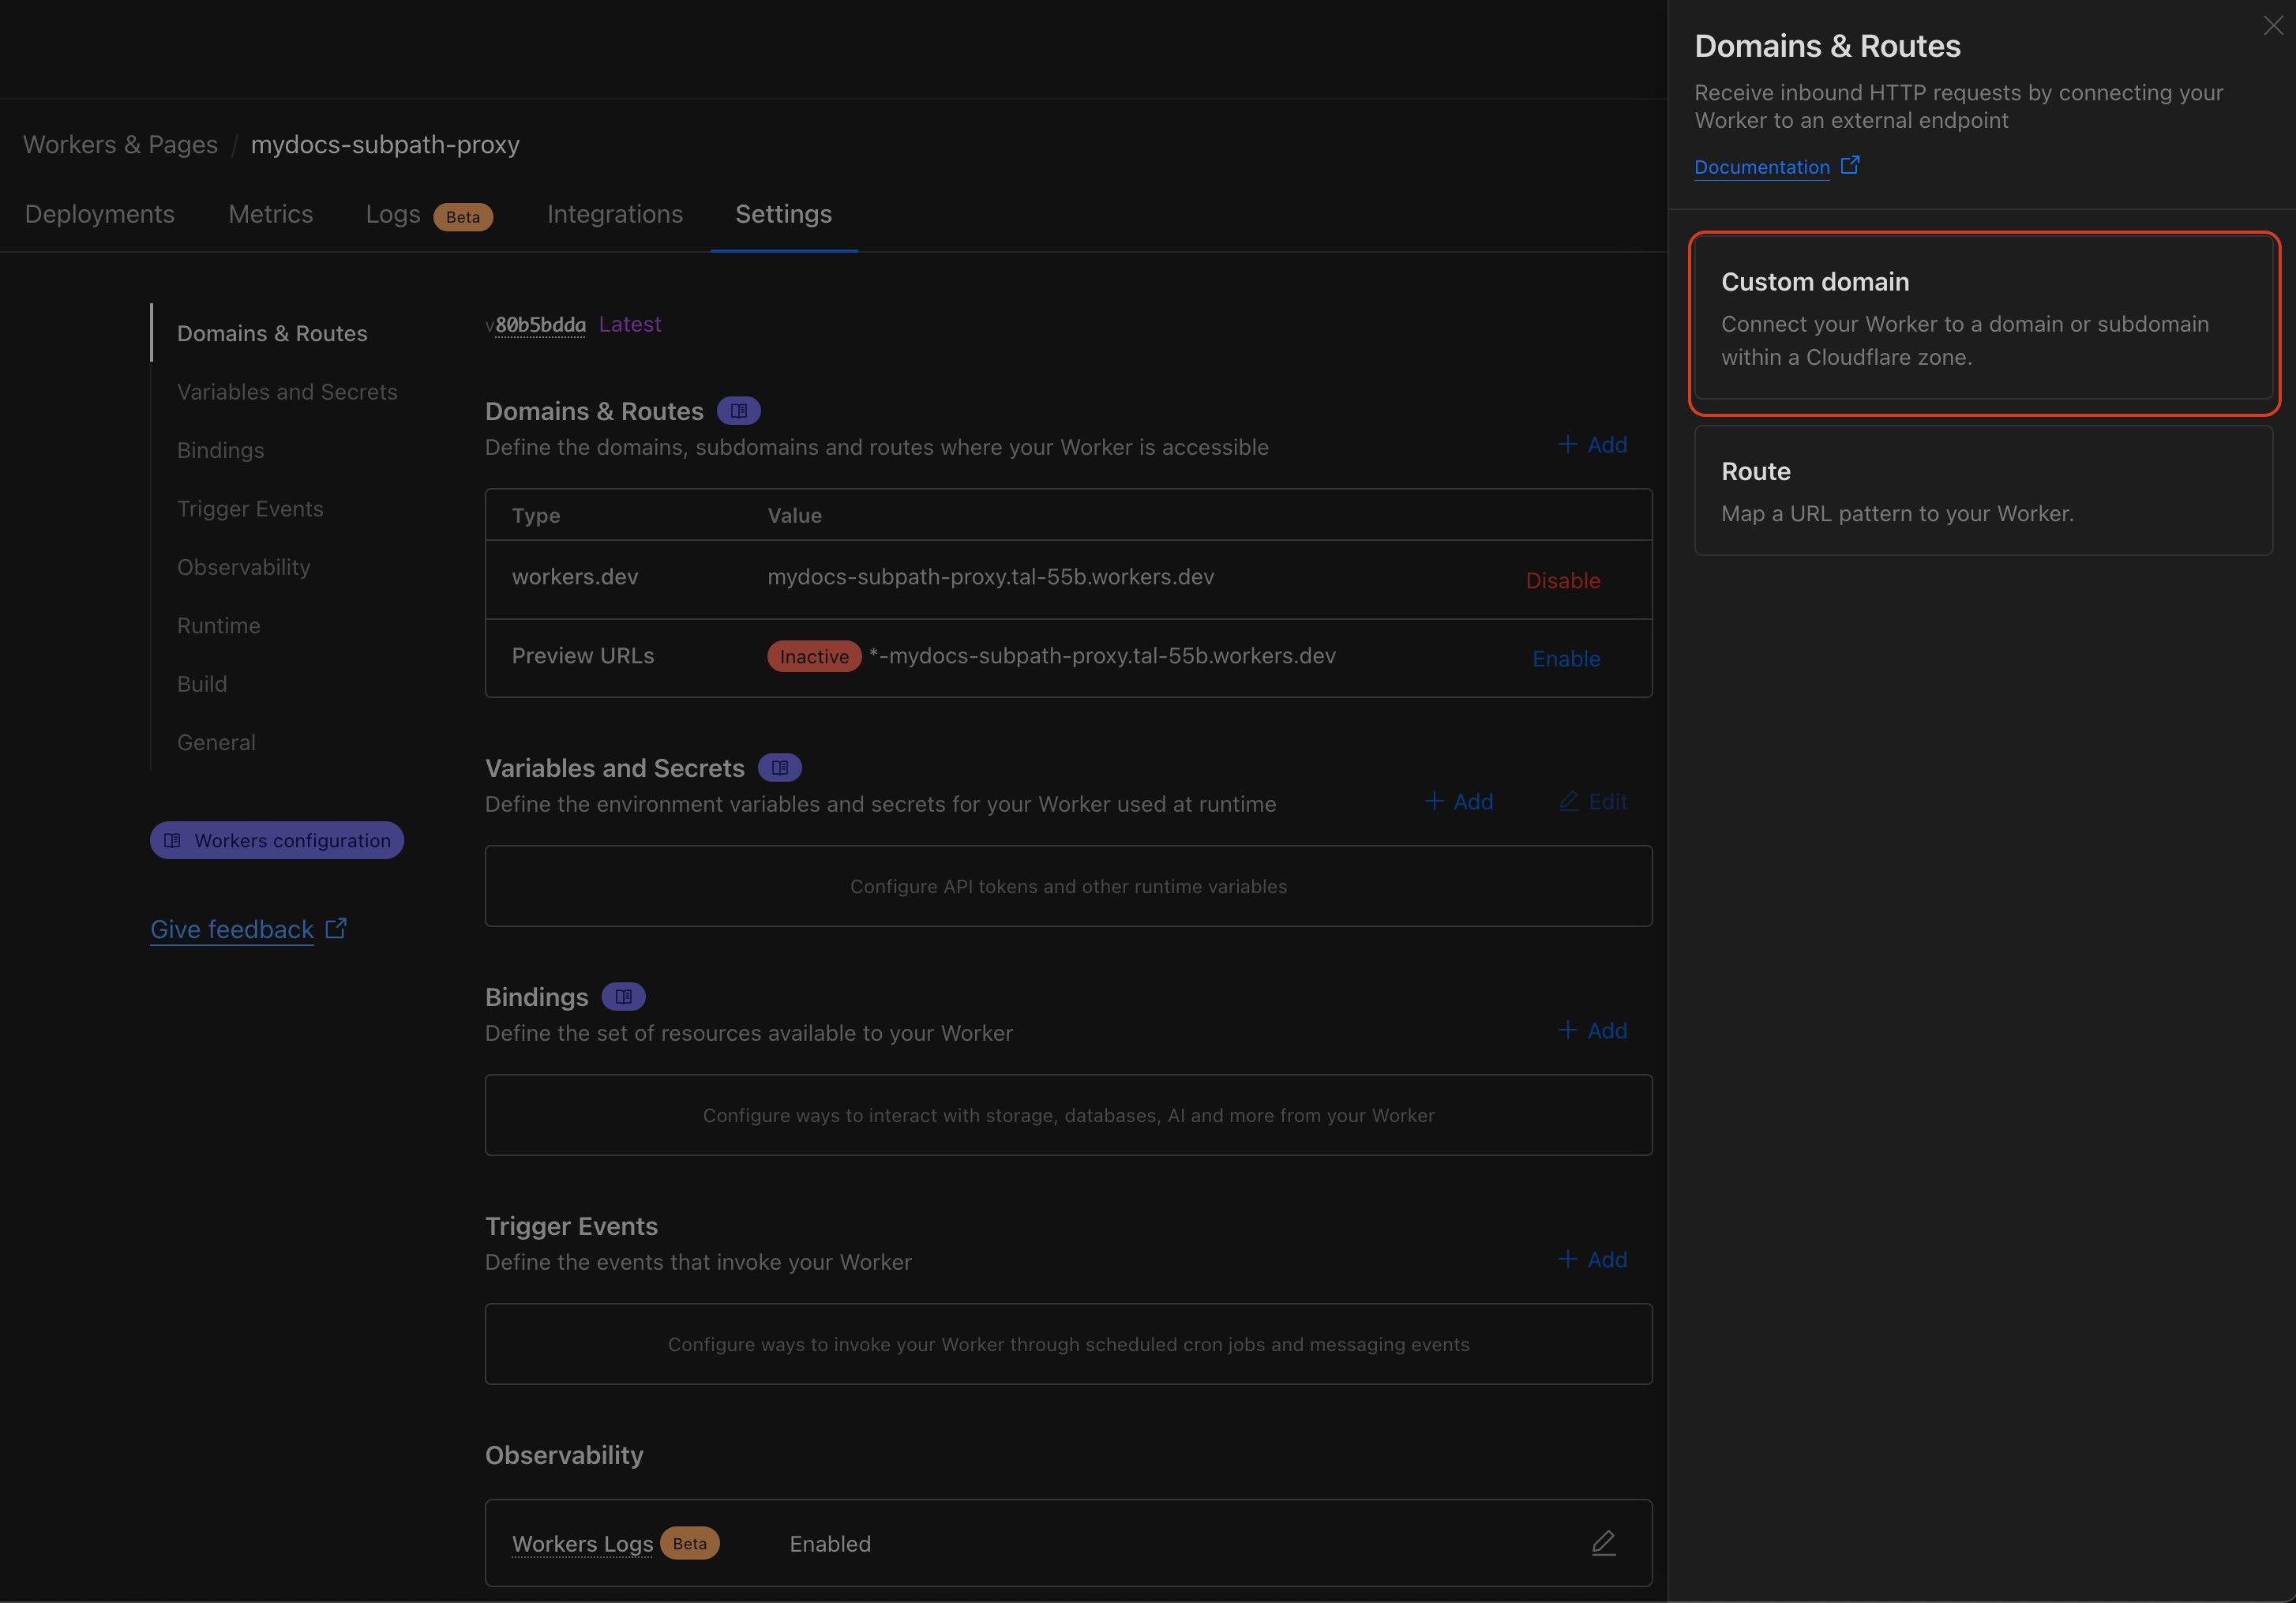 Workers & Pages / mydocs-subpath-proxy
Deployments Metrics Logs Beta Integrations Settings
Domains & Routes
Variables and Secrets
Bindings
Trigger Events
Observability
Runtime
Build
General
Workers configuration
Give feedback
v80b5bdda Latest
Domains & Routes
Define the domains, subdomains and routes where your Worker is accessible
+ Add
Type Value
workers.dev mydocs-subpath-proxy.tal-55b.workers.dev Disable
Preview URLs Inactive *-mydocs-subpath-proxy.tal-55b.workers.dev Enable
Variables and Secrets
Define the environment variables and secrets for your Worker used at runtime
+ Add Edit
Configure API tokens and other runtime variables
Bindings
Define the set of resources available to your Worker
+ Add
Configure ways to interact with storage, databases, AI and more from your Worker
Trigger Events
Define the events that invoke your Worker
+ Add
Configure ways to invoke your Worker through scheduled cron jobs and messaging events
Observability
Workers Logs Beta Enabled
Domains & Routes
Receive inbound HTTP requests by connecting your
Worker to an external endpoint
Documentation
Custom domain
Connect your Worker to a domain or subdomain
within a Cloudflare zone.
Route
Map a URL pattern to your Worker.